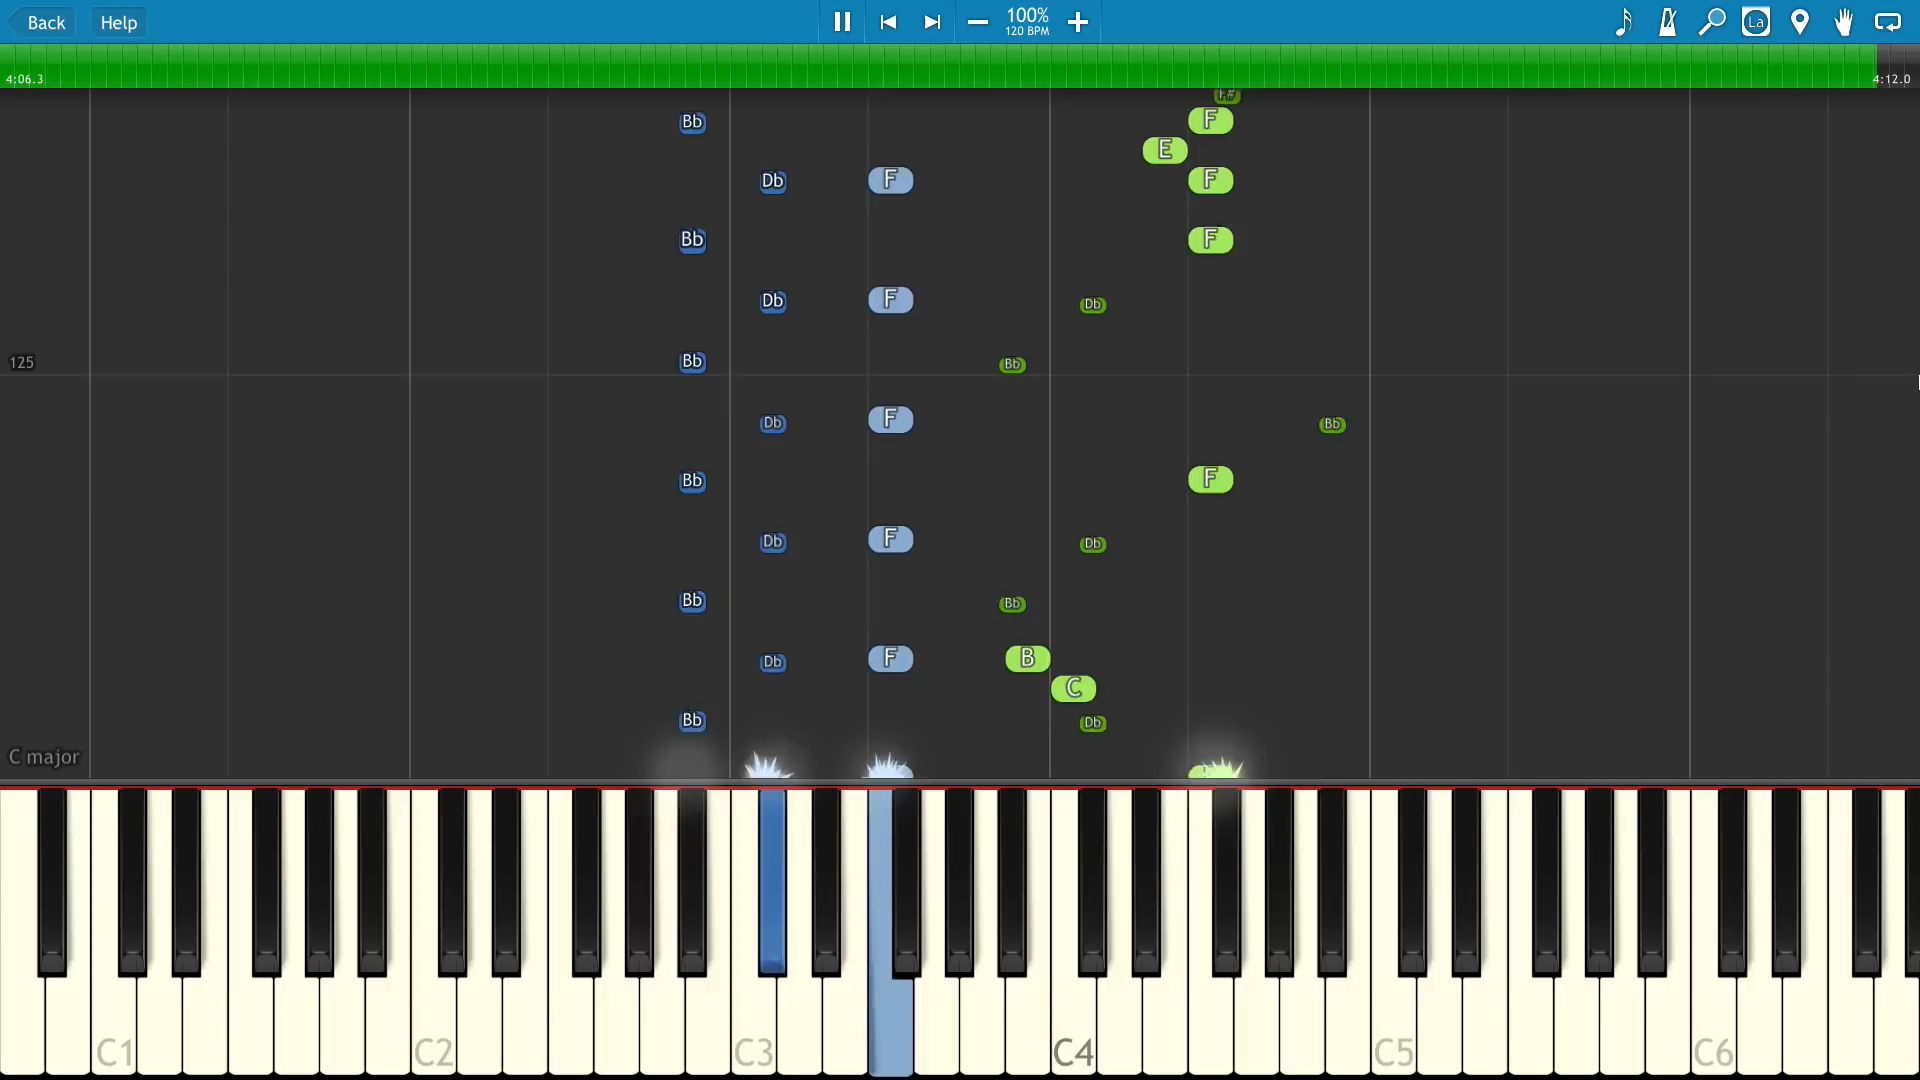 Back Help 100% La
120 BPM
4:06.3 4:12.0
F#
Bb F
E
Db F F
Bb F
Db F Db
125 Bb Bb
Db F Bb
Bb F
Db F Db
Bb Bb
Db F B
C
Bb Db
C major
C1 C2 C3 C4 C5 C6